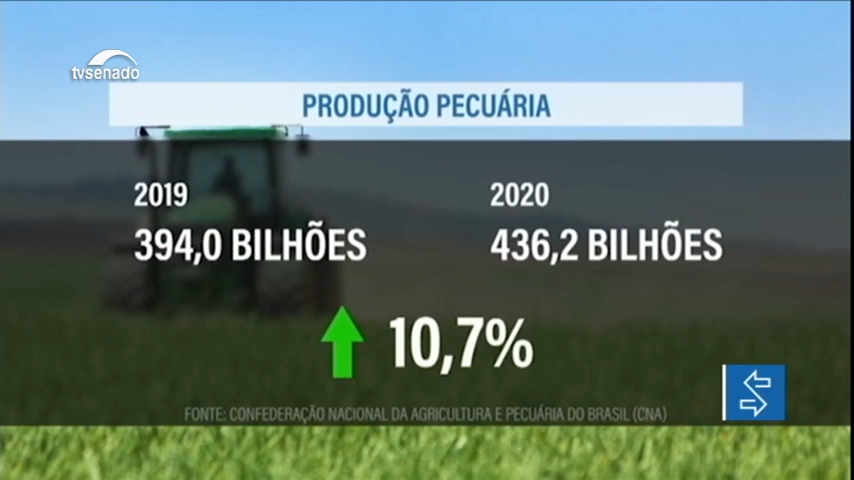 tvsenado
PRODUÇÃO PECUÁRIA
2019
394,0 BILHÕES
2020
436,2 BILHÕES
10,7%
FONTE: CONFEDERAÇÃO NACIONAL DA AGRICULTURA E PECUÁRIA DO BRASIL (CNA)